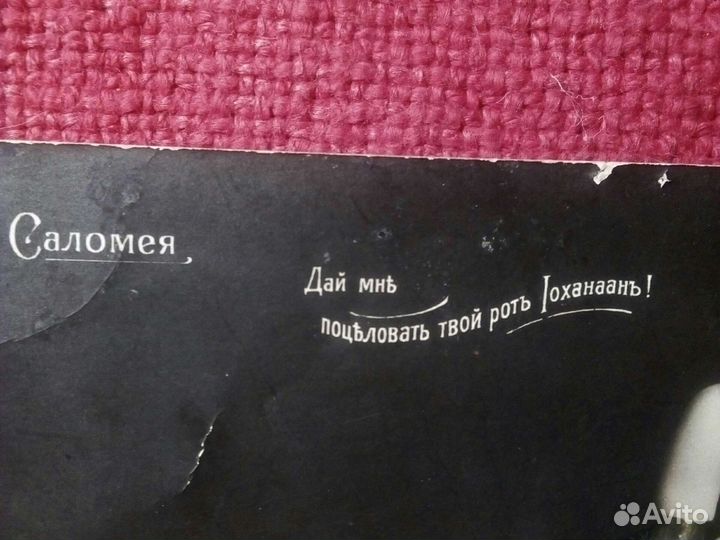 Саломея
Дай мнѣ
поцѣловать твой ротъ Іоханаанъ!
Avito